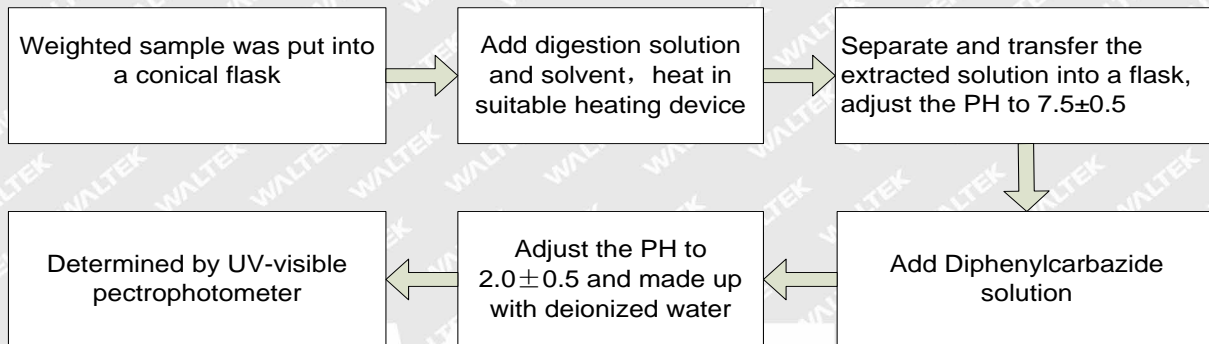 Weighted sample was put into
a conical flask
Add digestion solution
and solvent，heat in
suitable heating device
Separate and transfer the
extracted solution into a flask,
adjust the PH to 7.5±0.5
Add Diphenylcarbazide
solution
Adjust the PH to
2.0±0.5 and made up
with deionized water
Determined by UV-visible
pectrophotometer
WALTEK